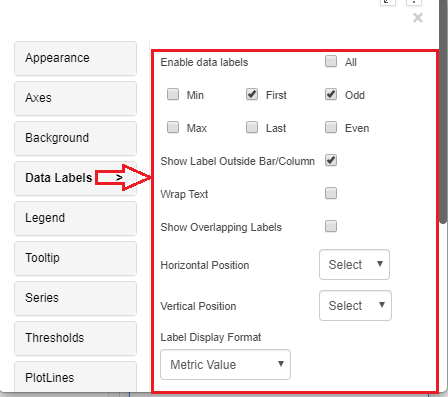 ×
Appearance
Axes
Background
Data Labels >
Legend
Tooltip
Series
Thresholds
PlotLines
Enable data labels All
Min First Odd
Max Last Even
Show Label Outside Bar/Column
Wrap Text
Show Overlapping Labels
Horizontal Position Select
Vertical Position Select
Label Display Format
Metric Value